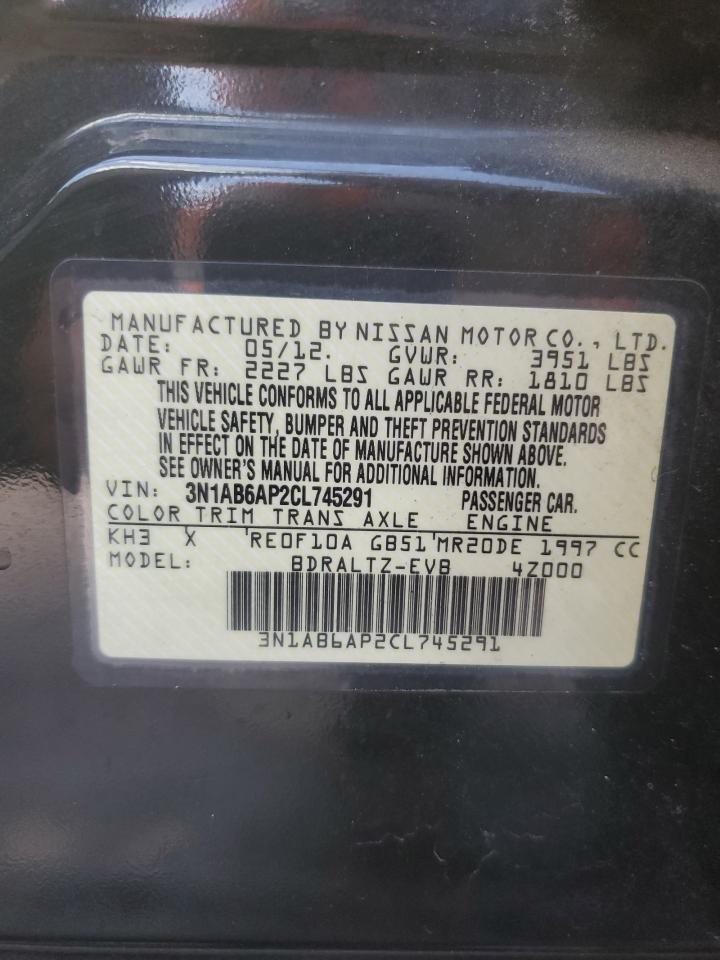 MANUFACTURED BY NISSAN MOTOR CO., LTD.
DATE: 05/12. GVWR: 3951 LBS
GAWR FR: 2227 LBS GAWR RR: 1810 LBS
THIS VEHICLE CONFORMS TO ALL APPLICABLE FEDERAL MOTOR
VEHICLE SAFETY, BUMPER AND THEFT PREVENTION STANDARDS
IN EFFECT ON THE DATE OF MANUFACTURE SHOWN ABOVE.
SEE OWNER'S MANUAL FOR ADDITIONAL INFORMATION.
VIN: 3N1AB6AP2CL745291 PASSENGER CAR.
COLOR TRIM TRANS AXLE ENGINE
KH3 X 'RE0F10A GB51'MR20DE 1997 CC
MODEL: BDRALTZ-EVB 4Z000
3N1AB6AP2CL745291